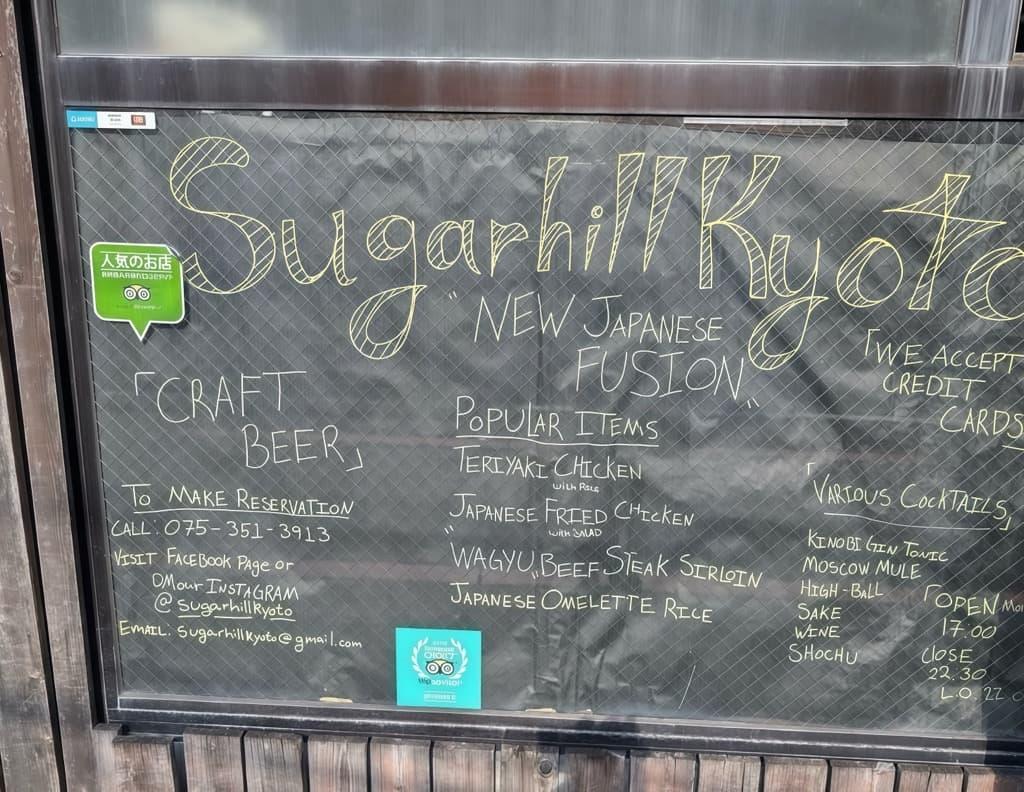 Sugarhill Kyoto
人気のお店
"NEW JAPANESE
FUSION"
「WE ACCEPT
CREDIT
CARDS
「CRAFT
BEER」
TO MAKE RESERVATION
CALL: 075-351-3913
VISIT FACEBOOK PAGE or
DM our INSTAGRAM
@ sugarhillkyoto
EMAIL: sugarhillkyoto@gmail.com
POPULAR ITEMS
TERIYAKI CHICKEN
with Rice
JAPANESE FRIED CHICKEN
with SALAD
"WAGYU" BEEF STEAK SIRLOIN
JAPANESE OMELETTE RICE
「VARIOUS COCKTAILS」
KINOBI GIN TONIC
MOSCOW MULE
HIGH-BALL
SAKE
WINE
SHOCHU
「OPEN
17:00
CLOSE
22.30
L.O.